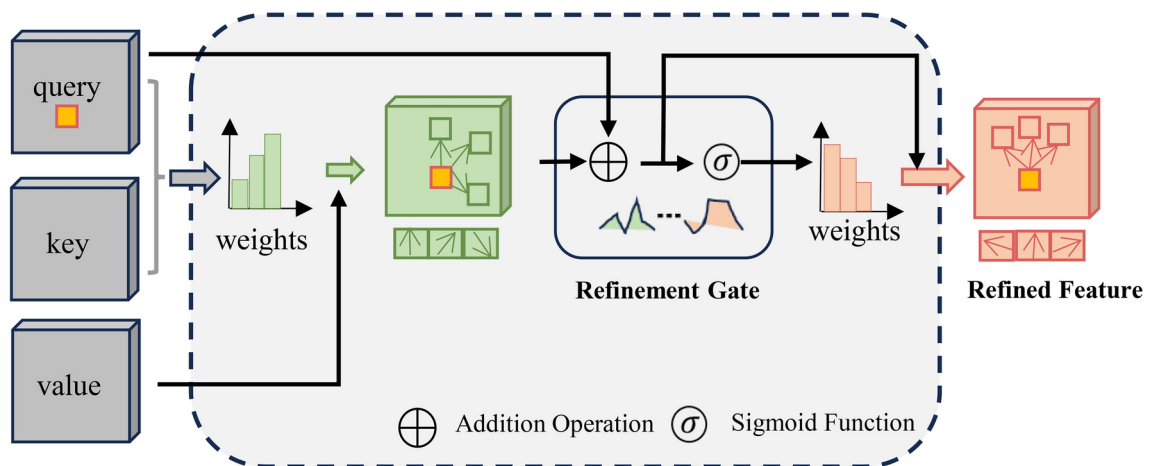 query
key
value
weights
σ
weights
Refinement Gate
Refined Feature
Addition Operation
σ
Sigmoid Function